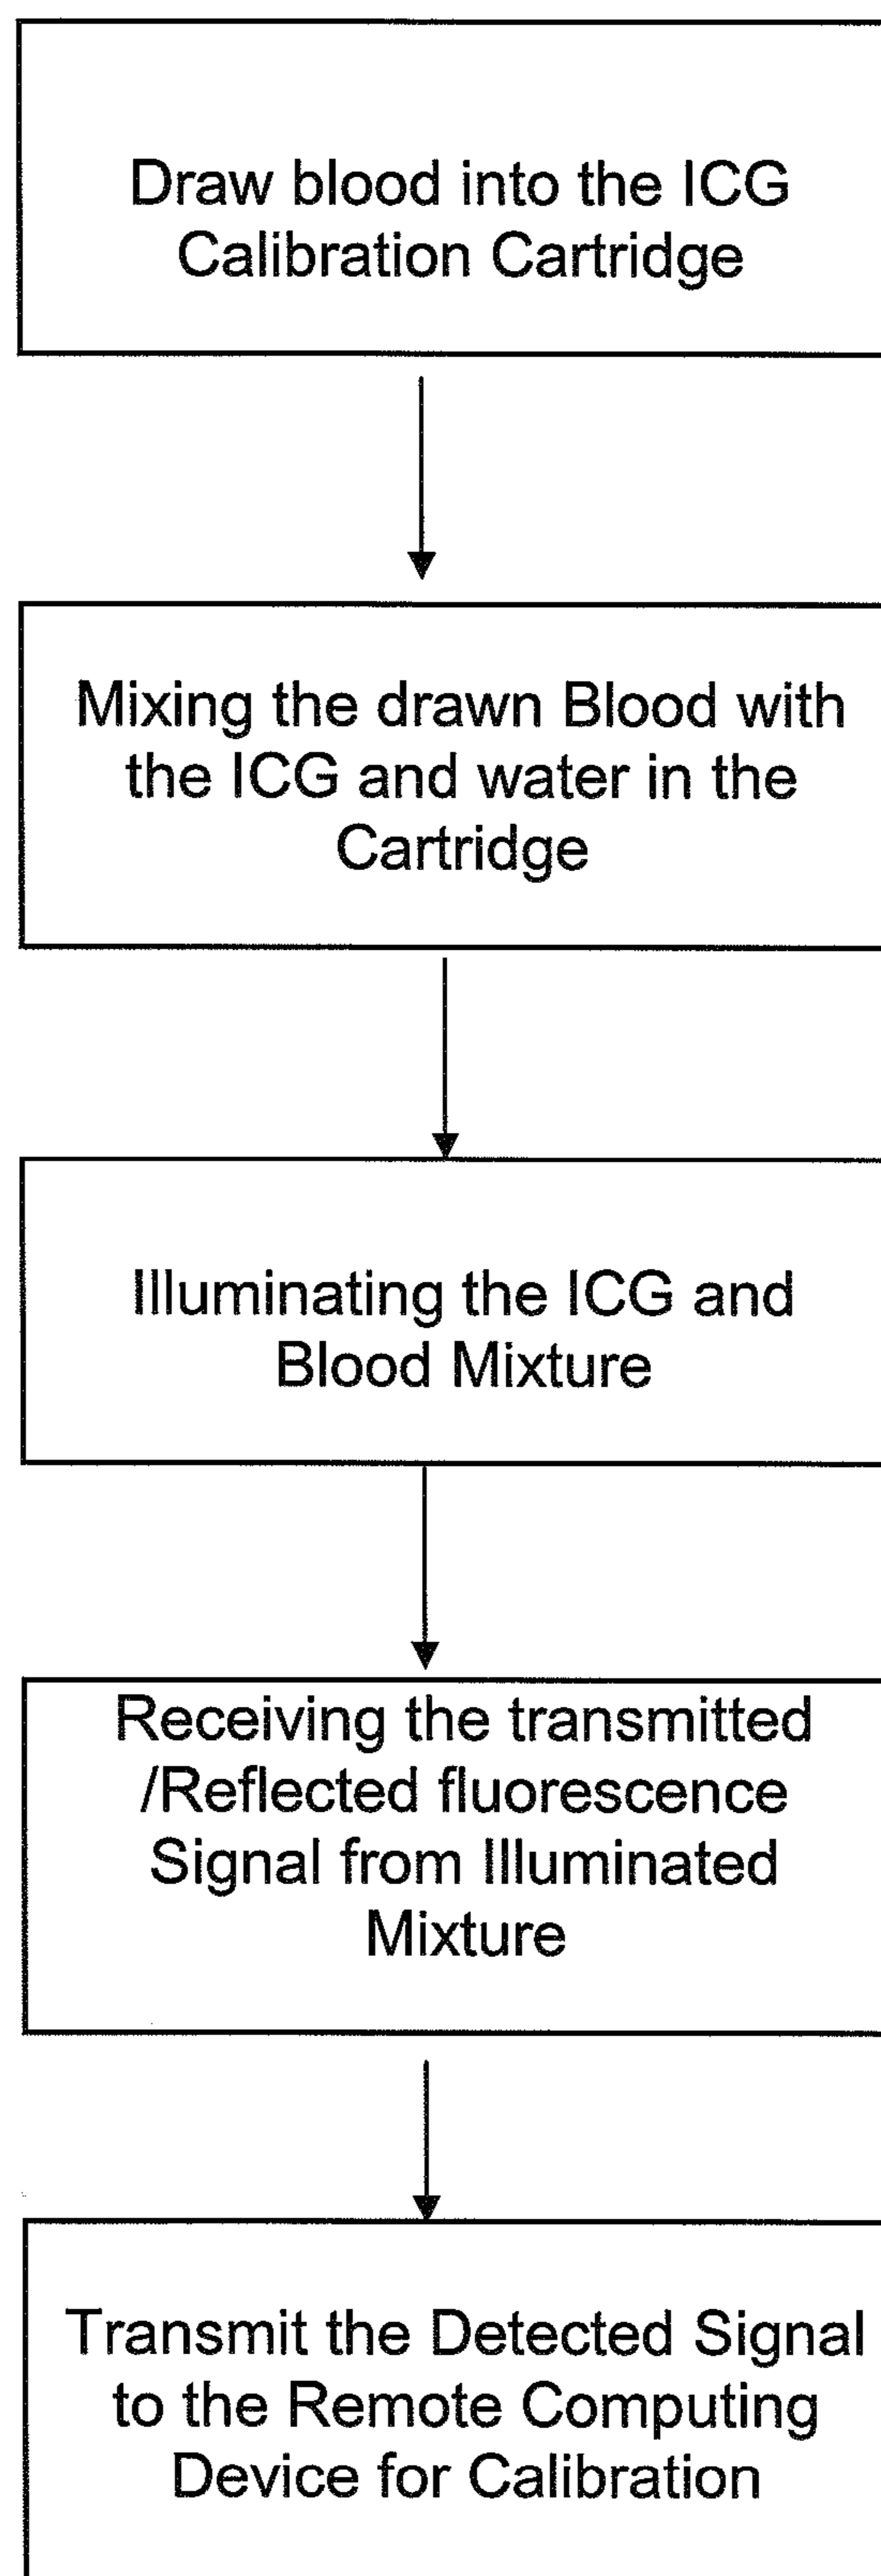 Draw blood into the ICG
Calibration Cartridge
Mixing the drawn Blood with
the ICG and water in the
Cartridge
Illuminating the ICG and
Blood Mixture
Receiving the transmitted
/Reflected fluorescence
Signal from Illuminated
Mixture
Transmit the Detected Signal
to the Remote Computing
Device for Calibration